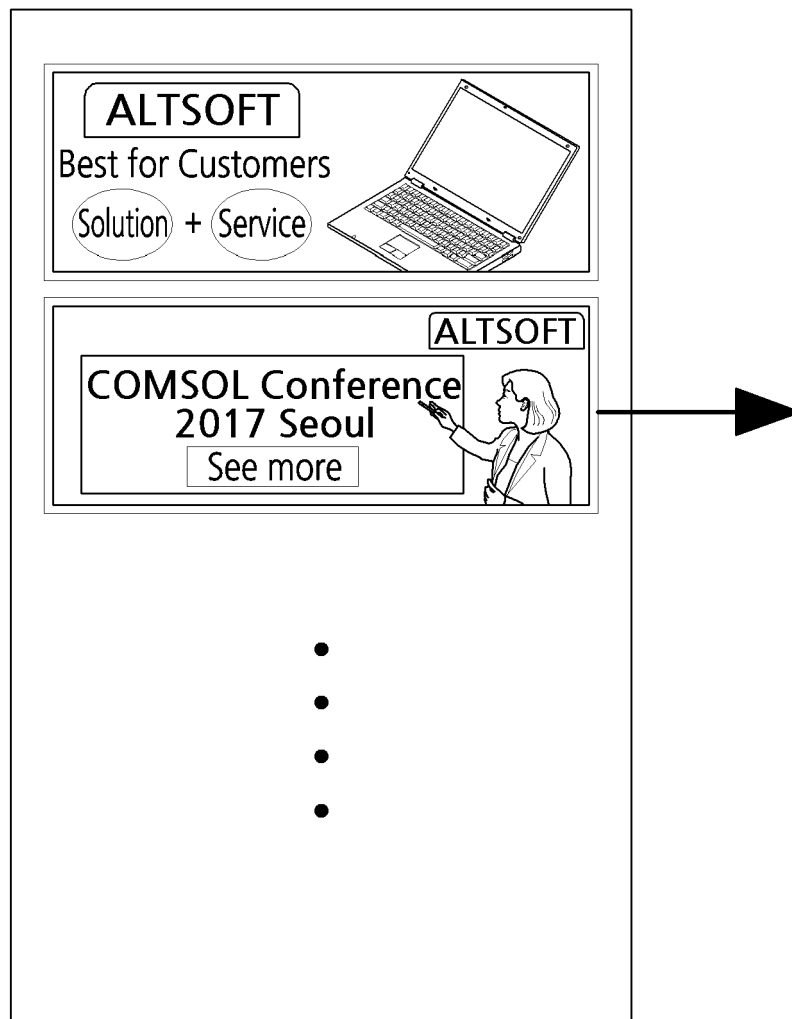 ALTSOFT
Best for Customers
Solution + Service
ALTSOFT
COMSOL Conference
2017 Seoul
See more